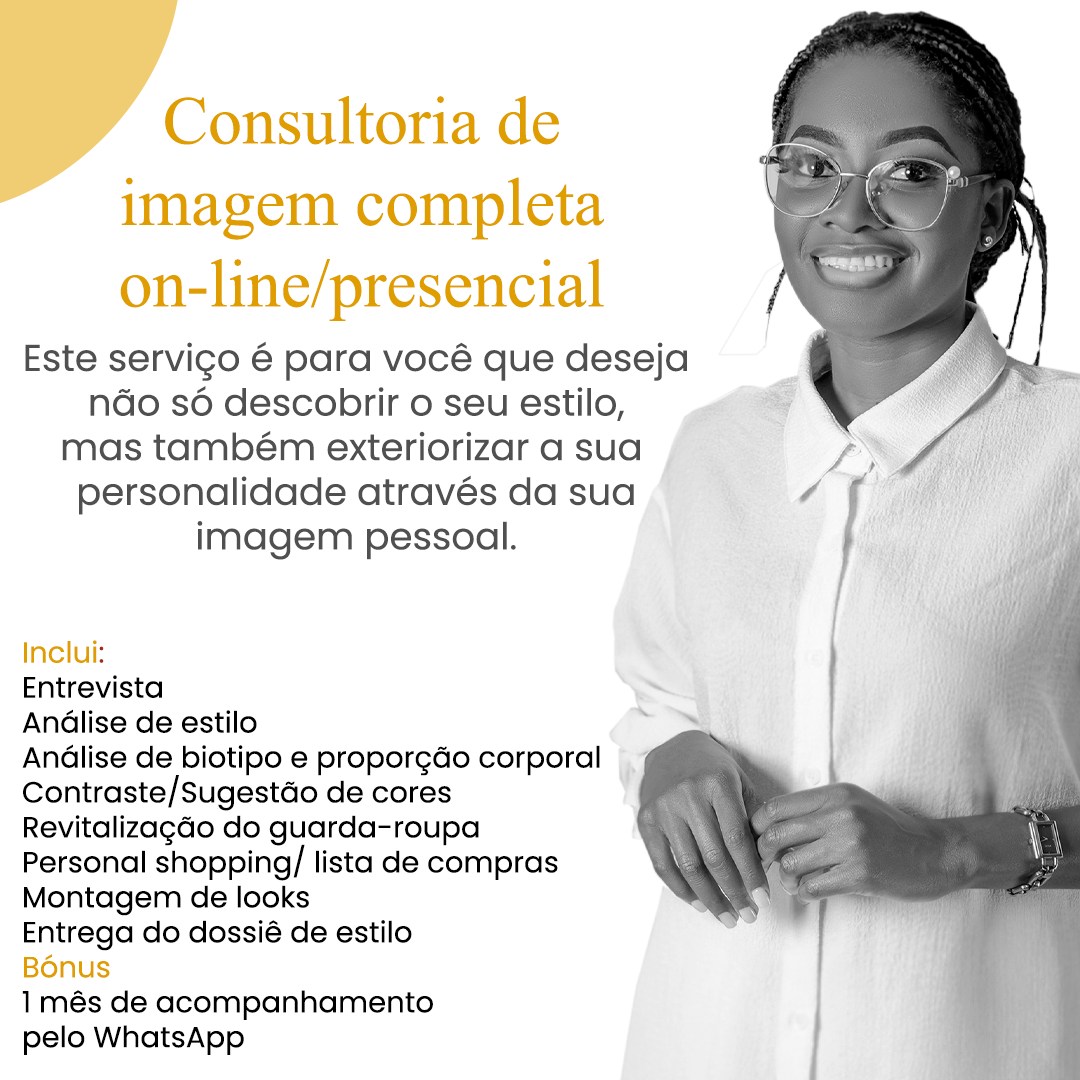 Consultoria de
imagem completa
on-line/presencial
Este serviço é para você que deseja
não só descobrir o seu estilo,
mas também exteriorizar a sua
personalidade através da sua
imagem pessoal.
Inclui:
Entrevista
Análise de estilo
Análise de biotipo e proporção corporal
Contraste/Sugestão de cores
Revitalização do guarda-roupa
Personal shopping/ lista de compras
Montagem de looks
Entrega do dossiê de estilo
Bónus
1 mês de acompanhamento
pelo WhatsApp